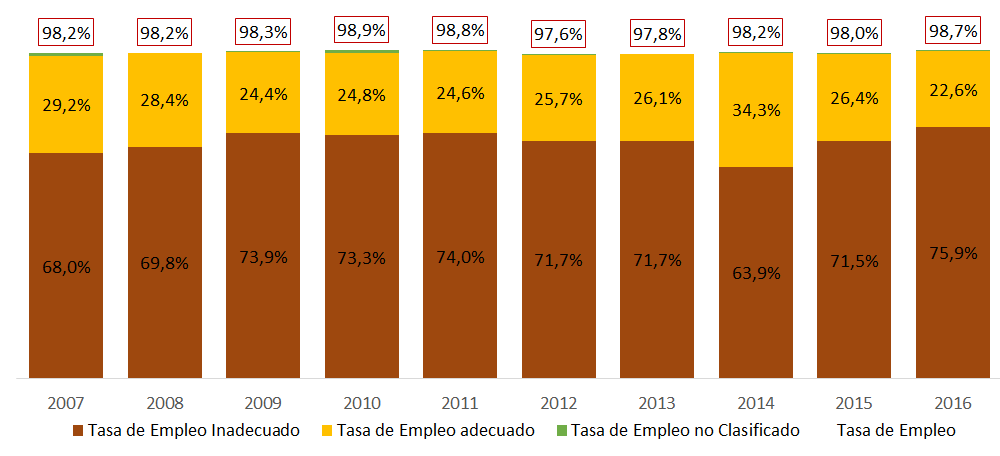 98,2% 98,2% 98,3% 98,9% 98,8% 97,6% 97,8% 98,2% 98,0% 98,7%
29,2% 28,4% 24,4% 24,8% 24,6% 25,7% 26,1% 34,3% 26,4% 22,6%
68,0% 69,8% 73,9% 73,3% 74,0% 71,7% 71,7% 63,9% 71,5% 75,9%
2007 2008 2009 2010 2011 2012 2013 2014 2015 2016
Tasa de Empleo Inadecuado Tasa de Empleo adecuado Tasa de Empleo no Clasificado Tasa de Empleo